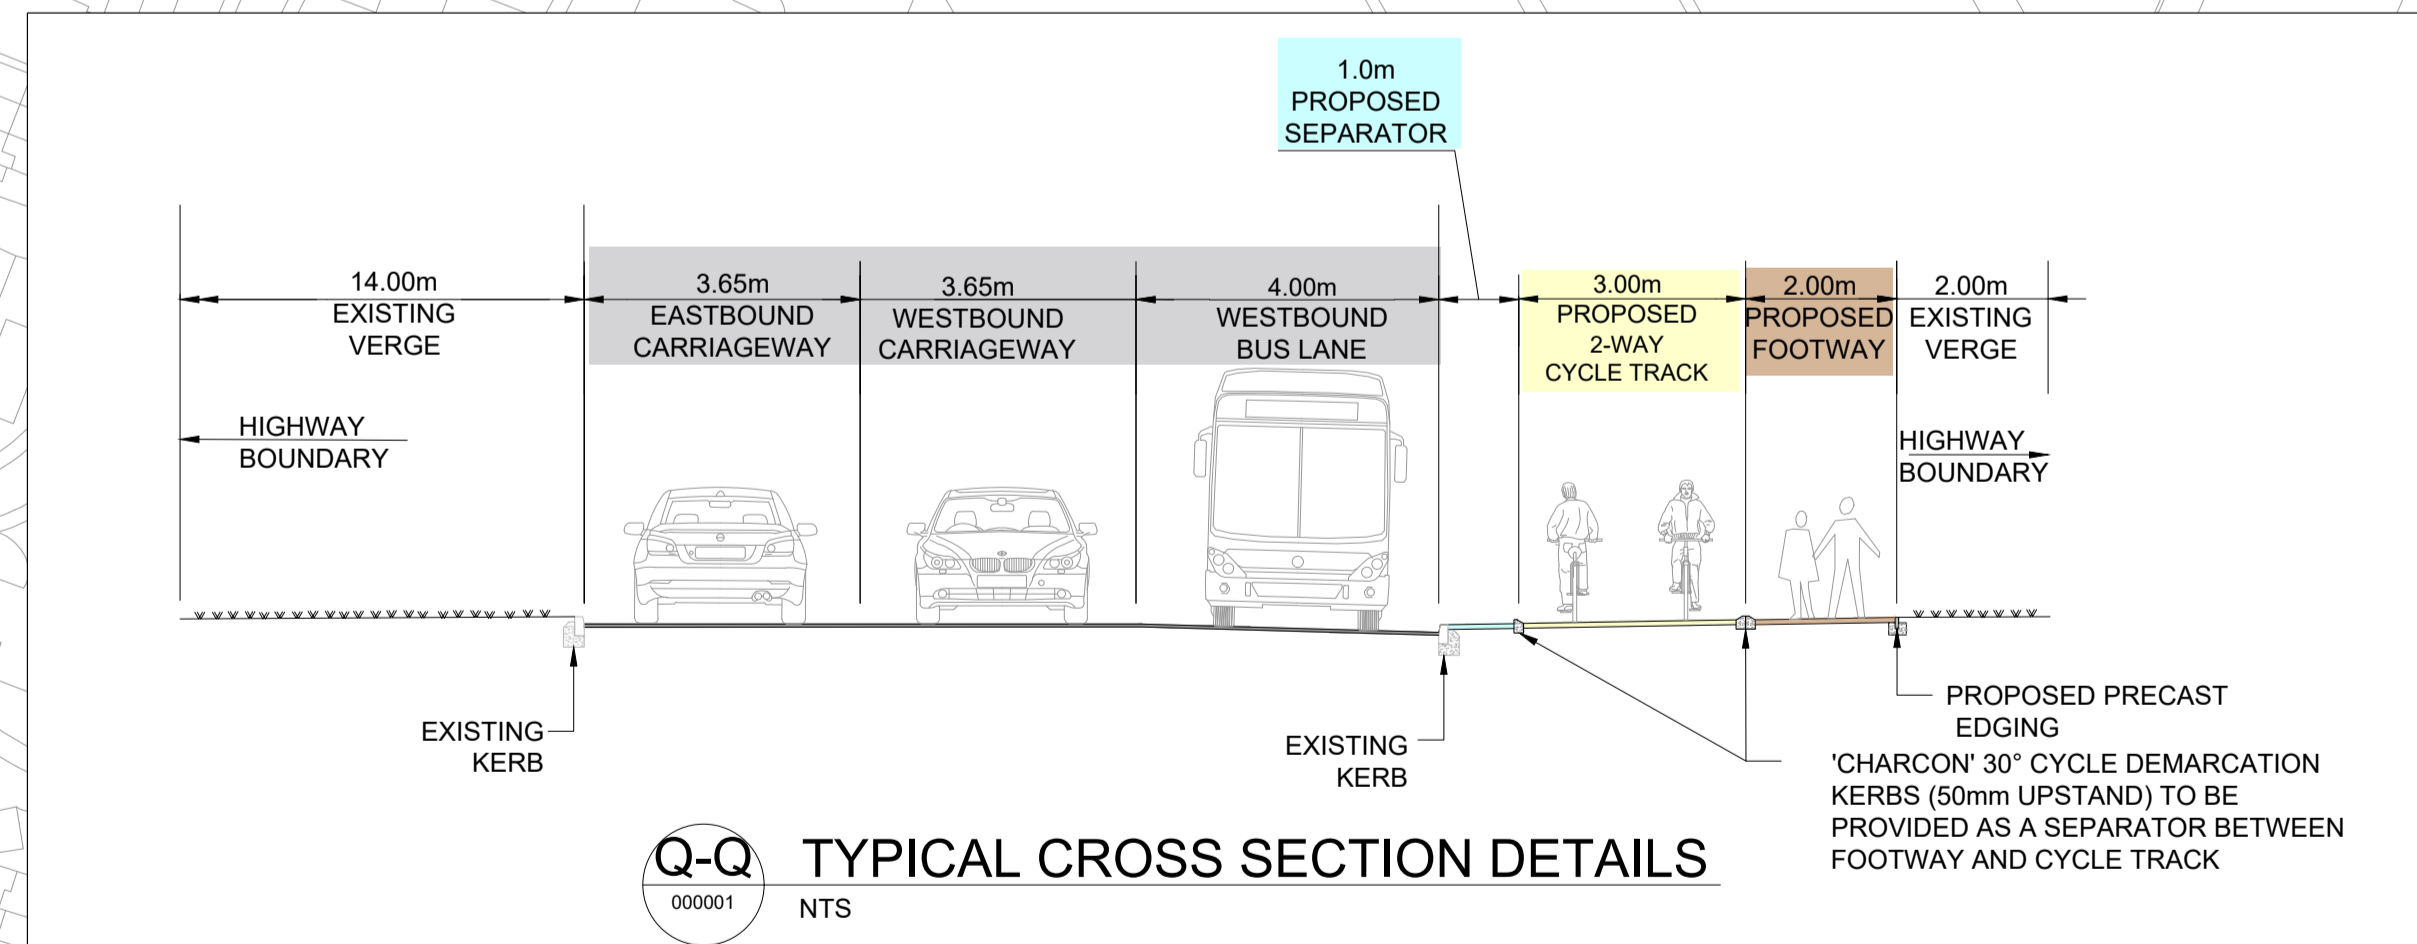 1.0m
PROPOSED
SEPARATOR
14.00m
EXISTING
VERGE
3.65m
EASTBOUND
CARRIAGEWAY
3.65m
WESTBOUND
CARRIAGEWAY
4.00m
WESTBOUND
BUS LANE
3.00m
PROPOSED
2-WAY
CYCLE TRACK
2.00m
PROPOSED
FOOTWAY
2.00m
EXISTING
VERGE
HIGHWAY
BOUNDARY
HIGHWAY
BOUNDARY
EXISTING
KERB
EXISTING
KERB
PROPOSED PRECAST
EDGING
'CHARCON' 30° CYCLE DEMARCATION
KERBS (50mm UPSTAND) TO BE
PROVIDED AS A SEPARATOR BETWEEN
FOOTWAY AND CYCLE TRACK
Q-Q
000001
TYPICAL CROSS SECTION DETAILS
NTS